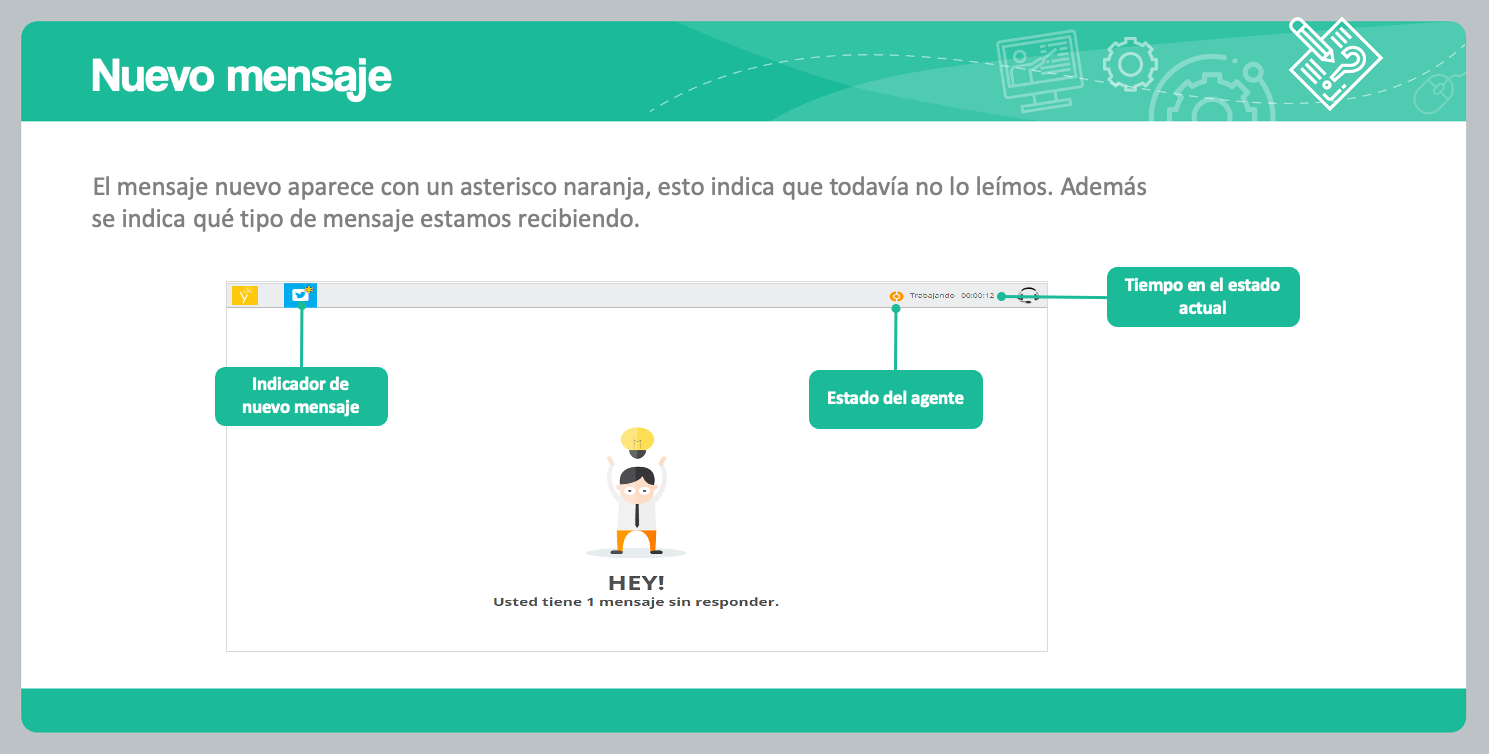 Nuevo mensaje
El mensaje nuevo aparece con un asterisco naranja, esto indica que todavía no lo leímos. Además
se indica qué tipo de mensaje estamos recibiendo.
y
Trabajando 00:00:12
Tiempo en el estado
actual
Indicador de
nuevo mensaje
Estado del agente
HEY!
Usted tiene 1 mensaje sin responder.